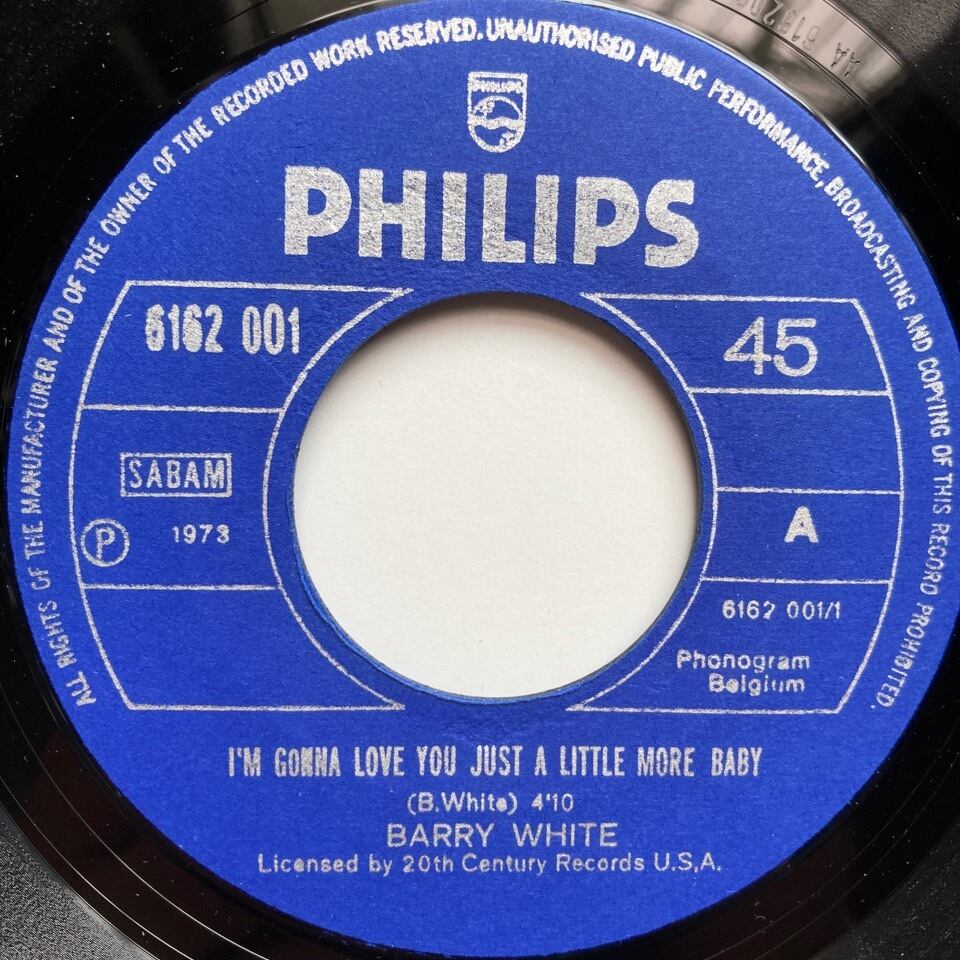 ALL RIGHTS OF THE MANUFACTURER AND OF THE OWNER OF THE RECORDED WORK RESERVED. UNAUTHORISED PUBLIC PERFORMANCE, BROADCASTING AND COPYING OF THIS RECORD PROHIBITED.
PHILIPS
PHILIPS
6162 001
45
SABAM
P 1973
A
6162 001/1
Phonogram
Belgium
I'M GONNA LOVE YOU JUST A LITTLE MORE BABY
(B.White) 4'10
BARRY WHITE
Licensed by 20th Century Records U.S.A.